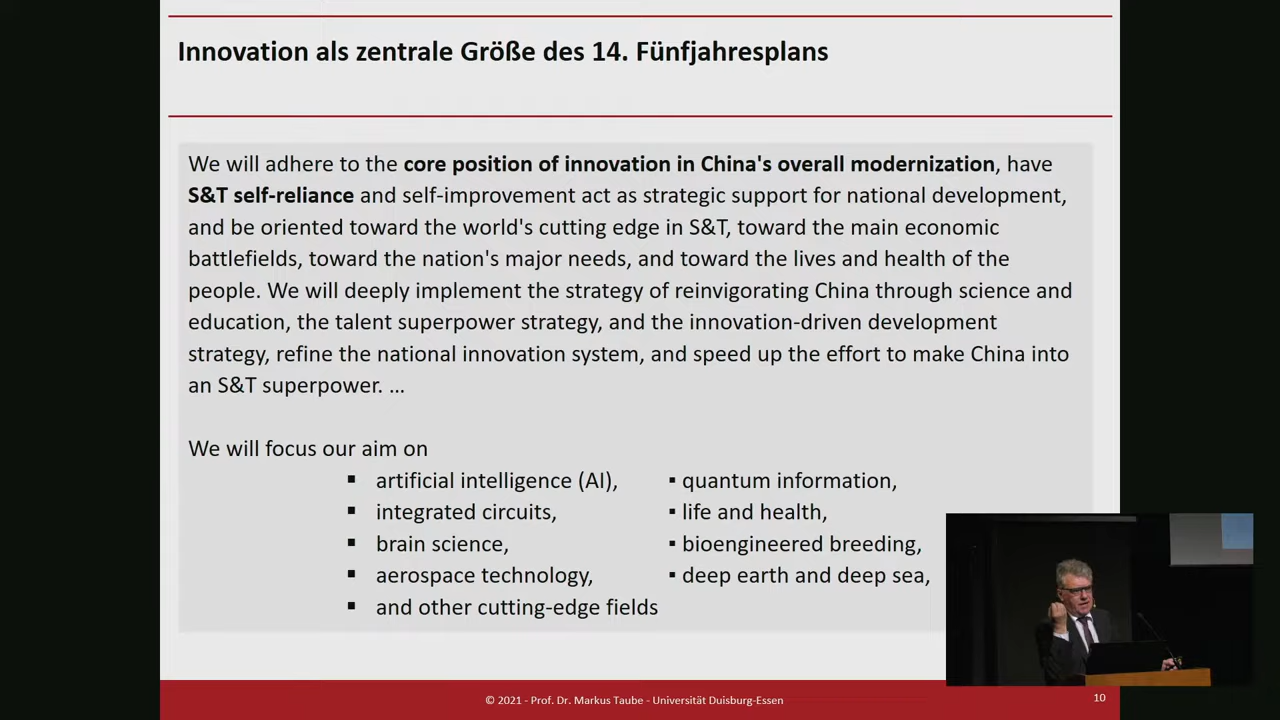 Innovation als zentrale Größe des 14. Fünfjahresplans
We will adhere to the core position of innovation in China's overall modernization, have
S&T self-reliance and self-improvement act as strategic support for national development,
and be oriented toward the world's cutting edge in S&T, toward the main economic
battlefields, toward the nation's major needs, and toward the lives and health of the
people. We will deeply implement the strategy of reinvigorating China through science and
education, the talent superpower strategy, and the innovation-driven development
strategy, refine the national innovation system, and speed up the effort to make China into
an S&T superpower. …
We will focus our aim on
▪ artificial intelligence (AI), ▪ quantum information,
▪ integrated circuits, ▪ life and health,
▪ brain science, ▪ bioengineered breeding,
▪ aerospace technology, ▪ deep earth and deep sea,
▪ and other cutting-edge fields
© 2021 - Prof. Dr. Markus Taube - Universität Duisburg-Essen
10